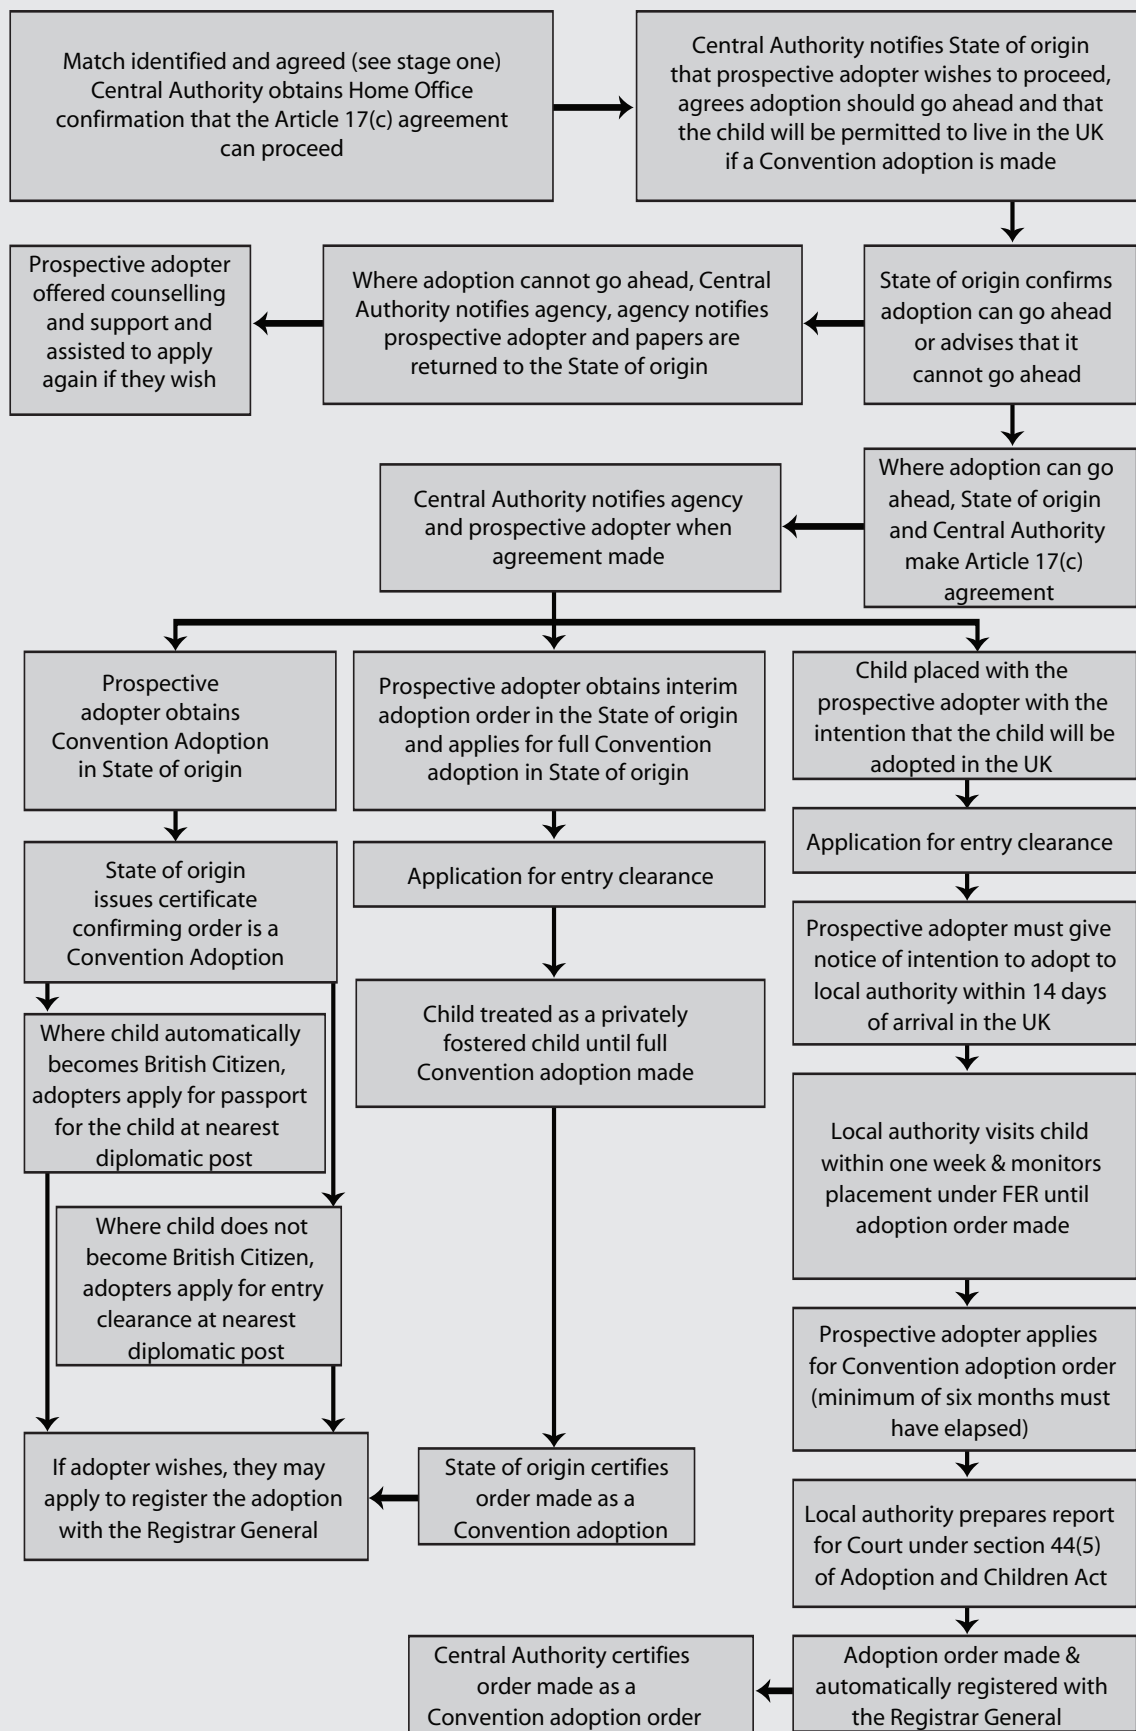 Match identified and agreed (see stage one)
Central Authority obtains Home Office
confirmation that the Article 17(c) agreement
can proceed
Central Authority notifies State of origin
that prospective adopter wishes to proceed,
agrees adoption should go ahead and that
the child will be permitted to live in the UK
if a Convention adoption is made
State of origin confirms
adoption can go ahead
or advises that it
cannot go ahead
Where adoption cannot go ahead, Central
Authority notifies agency, agency notifies
prospective adopter and papers are
returned to the State of origin
Prospective adopter
offered counselling
and support and
assisted to apply
again if they wish
Where adoption can go
ahead, State of origin
and Central Authority
make Article 17(c)
agreement
Central Authority notifies agency
and prospective adopter when
agreement made
Prospective
adopter obtains
Convention Adoption
in State of origin
State of origin
issues certificate
confirming order is a
Convention Adoption
Where child automatically
becomes British Citizen,
adopters apply for passport
for the child at nearest
diplomatic post
Where child does not
become British Citizen,
adopters apply for entry
clearance at nearest
diplomatic post
If adopter wishes, they may
apply to register the adoption
with the Registrar General
Prospective adopter obtains interim
adoption order in the State of origin
and applies for full Convention
adoption in State of origin
Application for entry clearance
Child treated as a privately
fostered child until full
Convention adoption made
State of origin certifies
order made as a
Convention adoption
Child placed with the
prospective adopter with the
intention that the child will be
adopted in the UK
Application for entry clearance
Prospective adopter must give
notice of intention to adopt to
local authority within 14 days
of arrival in the UK
Local authority visits child
within one week & monitors
placement under FER until
adoption order made
Prospective adopter applies
for Convention adoption order
(minimum of six months must
have elapsed)
Local authority prepares report
for Court under section 44(5)
of Adoption and Children Act
Adoption order made &
automatically registered with
the Registrar General
Central Authority certifies
order made as a
Convention adoption order